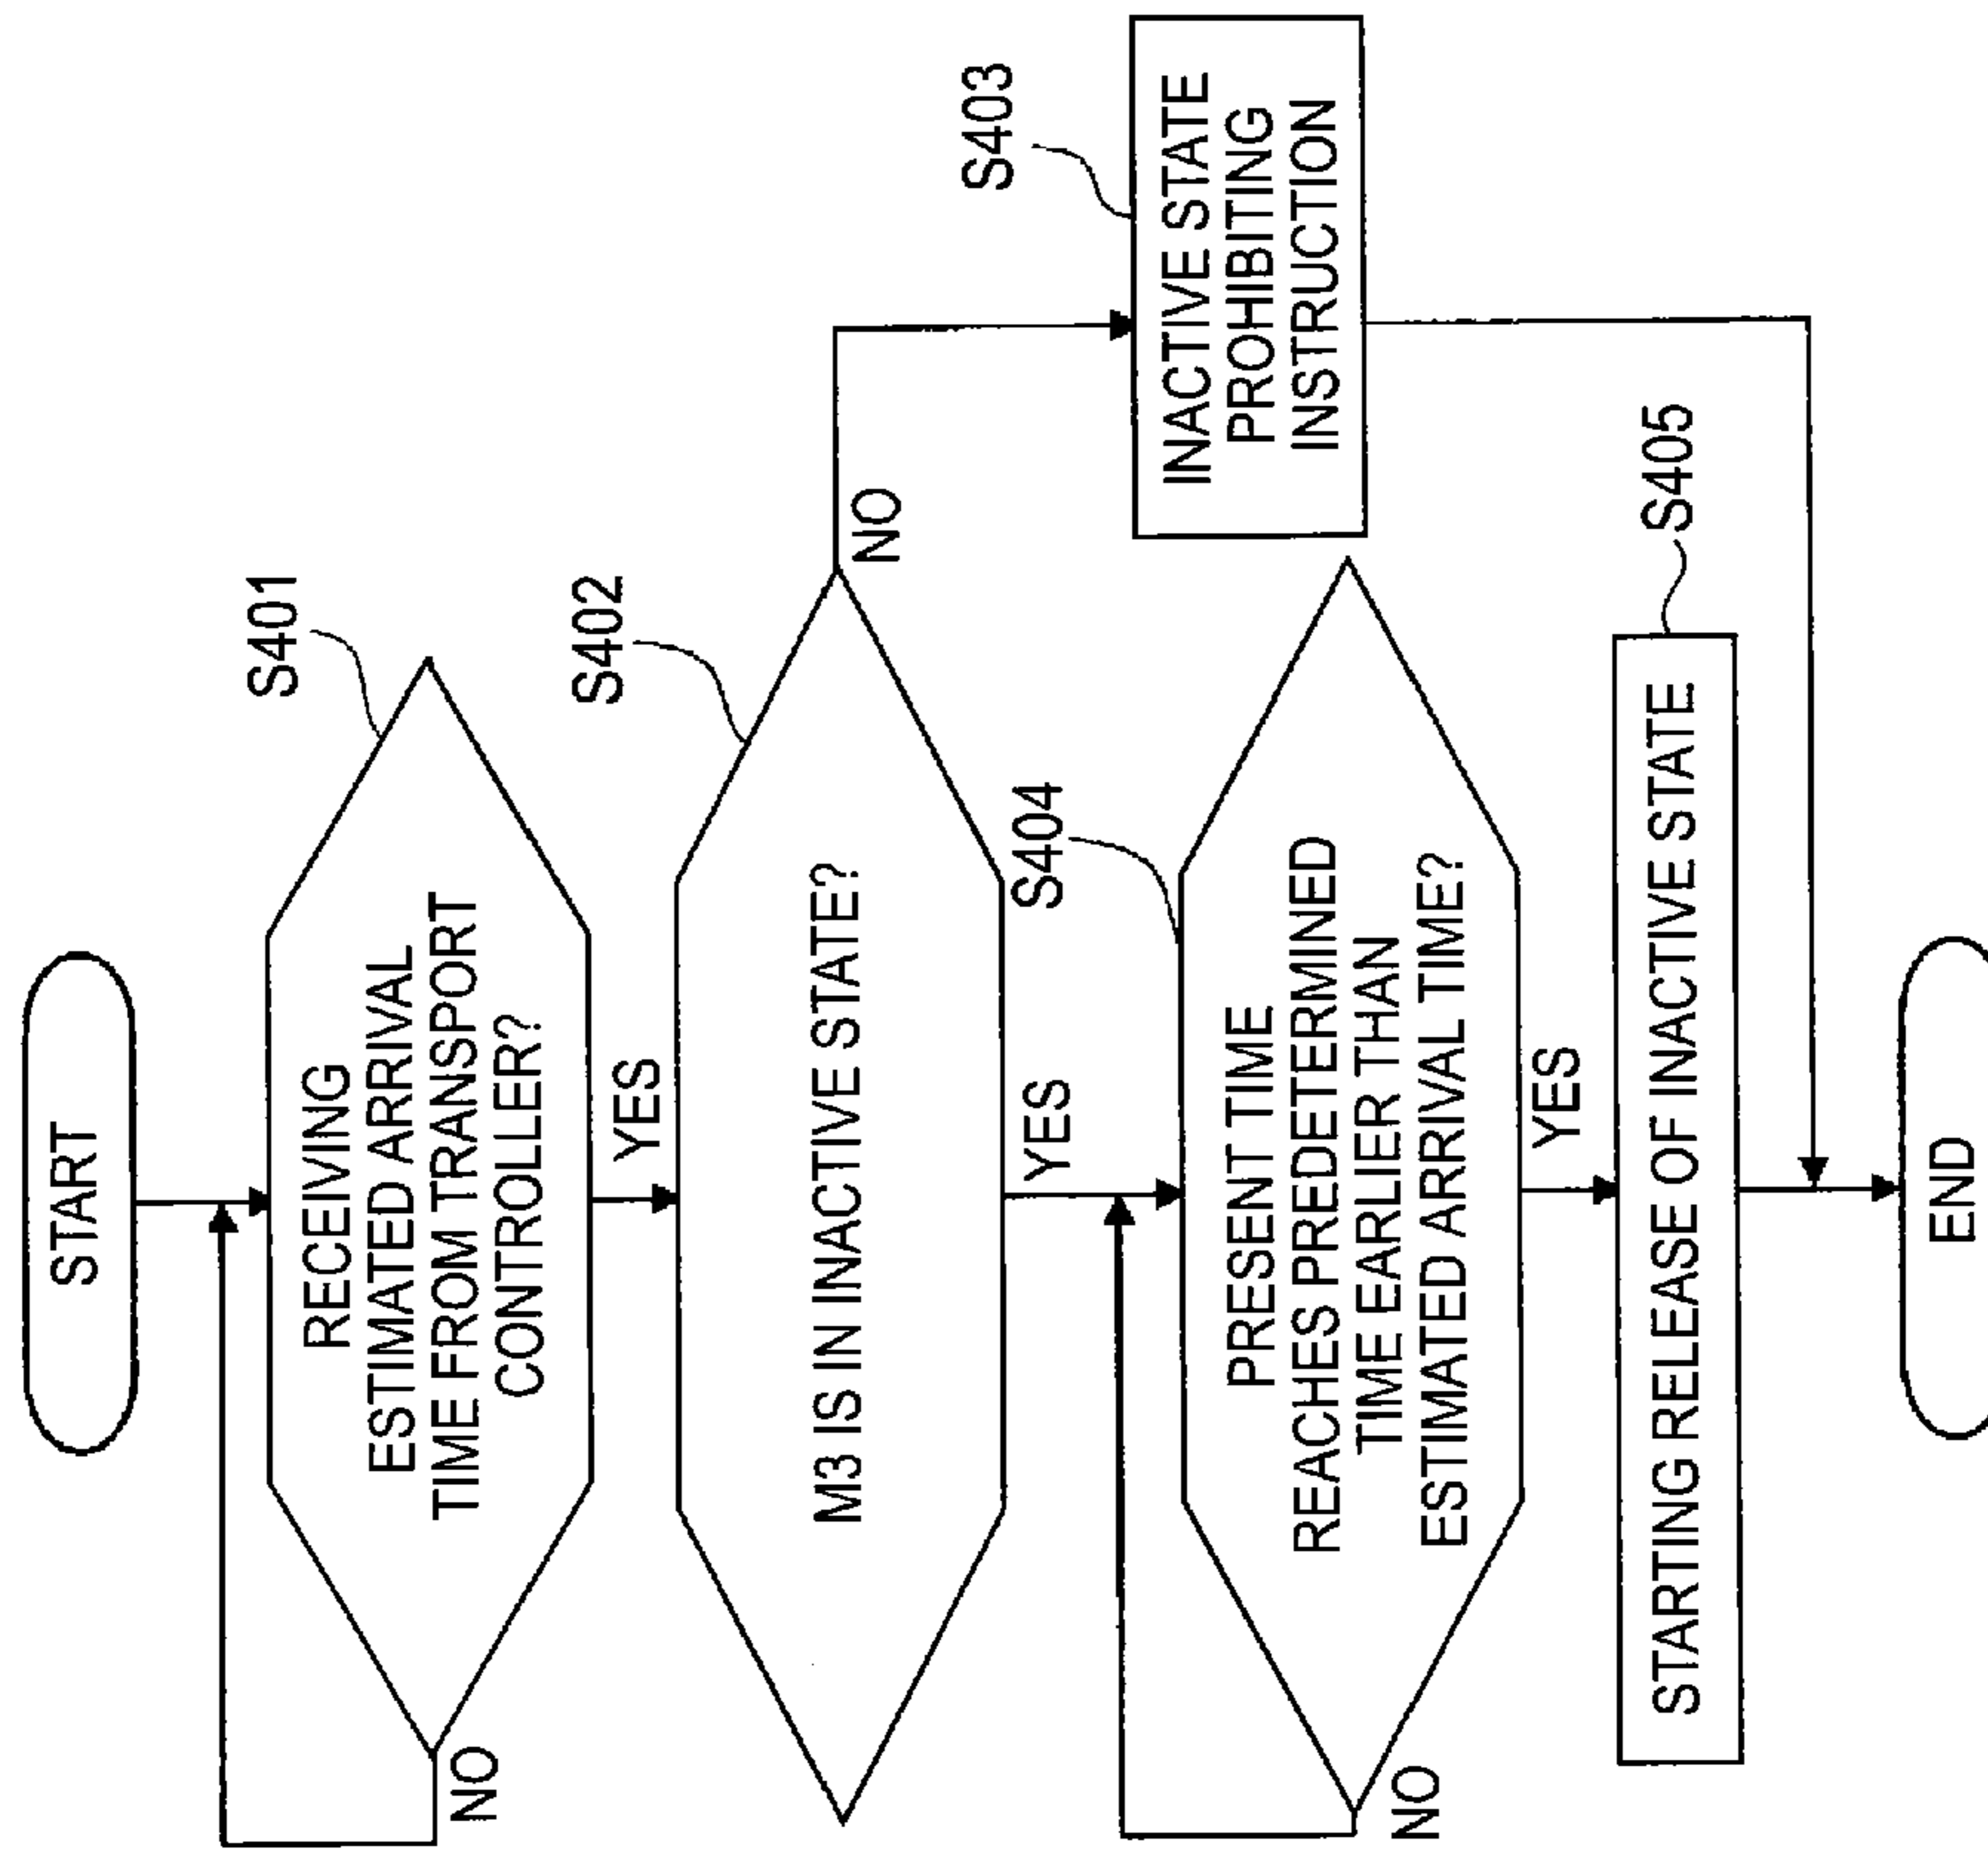 START
S401
RECEIVING
ESTIMATED ARRIVAL
TIME FROM TRANSPORT
CONTROLLER?
NO
YES
S402
M3 IS IN INACTIVE STATE?
NO
YES
S403
INACTIVE STATE
PROHIBITING
INSTRUCTION
S404
PRESENT TIME
REACHES PREDETERMINED
TIME EARLIER THAN
ESTIMATED ARRIVAL TIME?
NO
YES
S405
STARTING RELEASE OF INACTIVE STATE
END